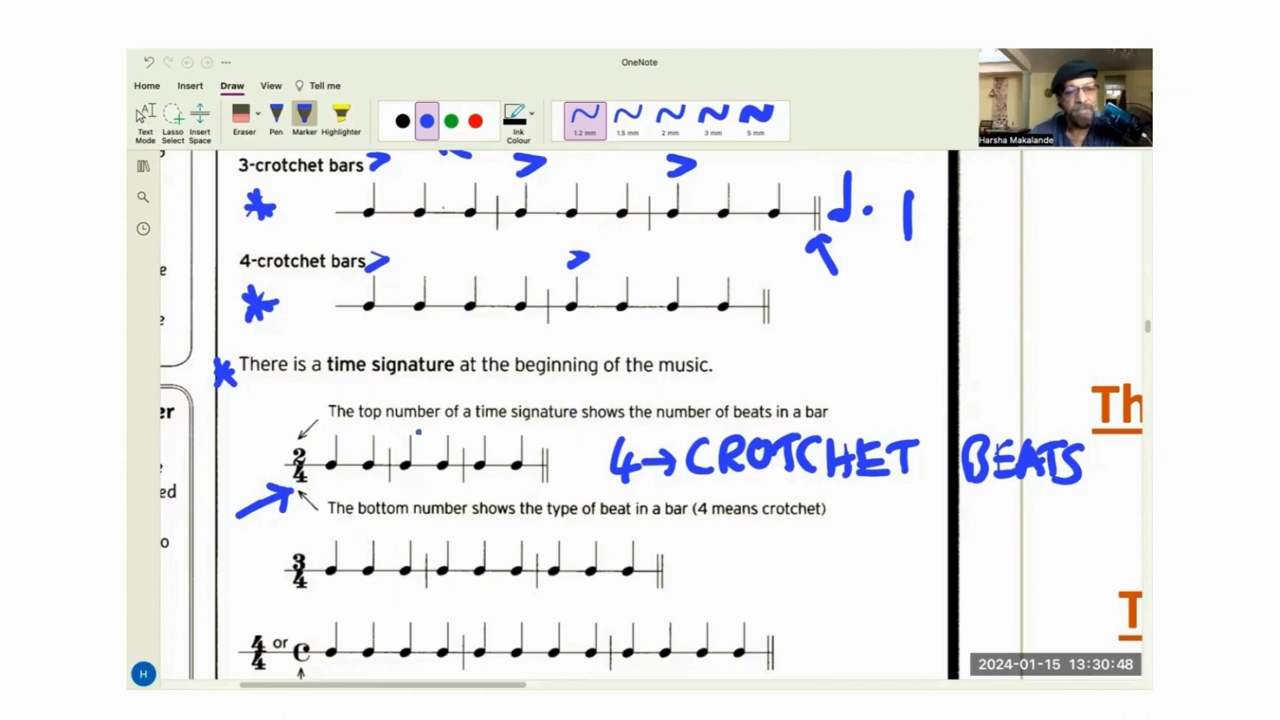 OneNote
Home Insert Draw View Tell me
Text Mode
Lasso Select
Insert Space
Eraser
Pen
Marker
Highlighter
Ink Colour
1.2 mm
1.5 mm
2 mm
3 mm
5 mm
Harsha Makalande
3-crotchet bars
4-crotchet bars
There is a time signature at the beginning of the music.
er
The top number of a time signature shows the number of beats in a bar
2
4
4→CROTCHET BEATS
Th
ed
The bottom number shows the type of beat in a bar (4 means crotchet)
3
4
T
4
4 or C
H
2024-01-15 13:30:48